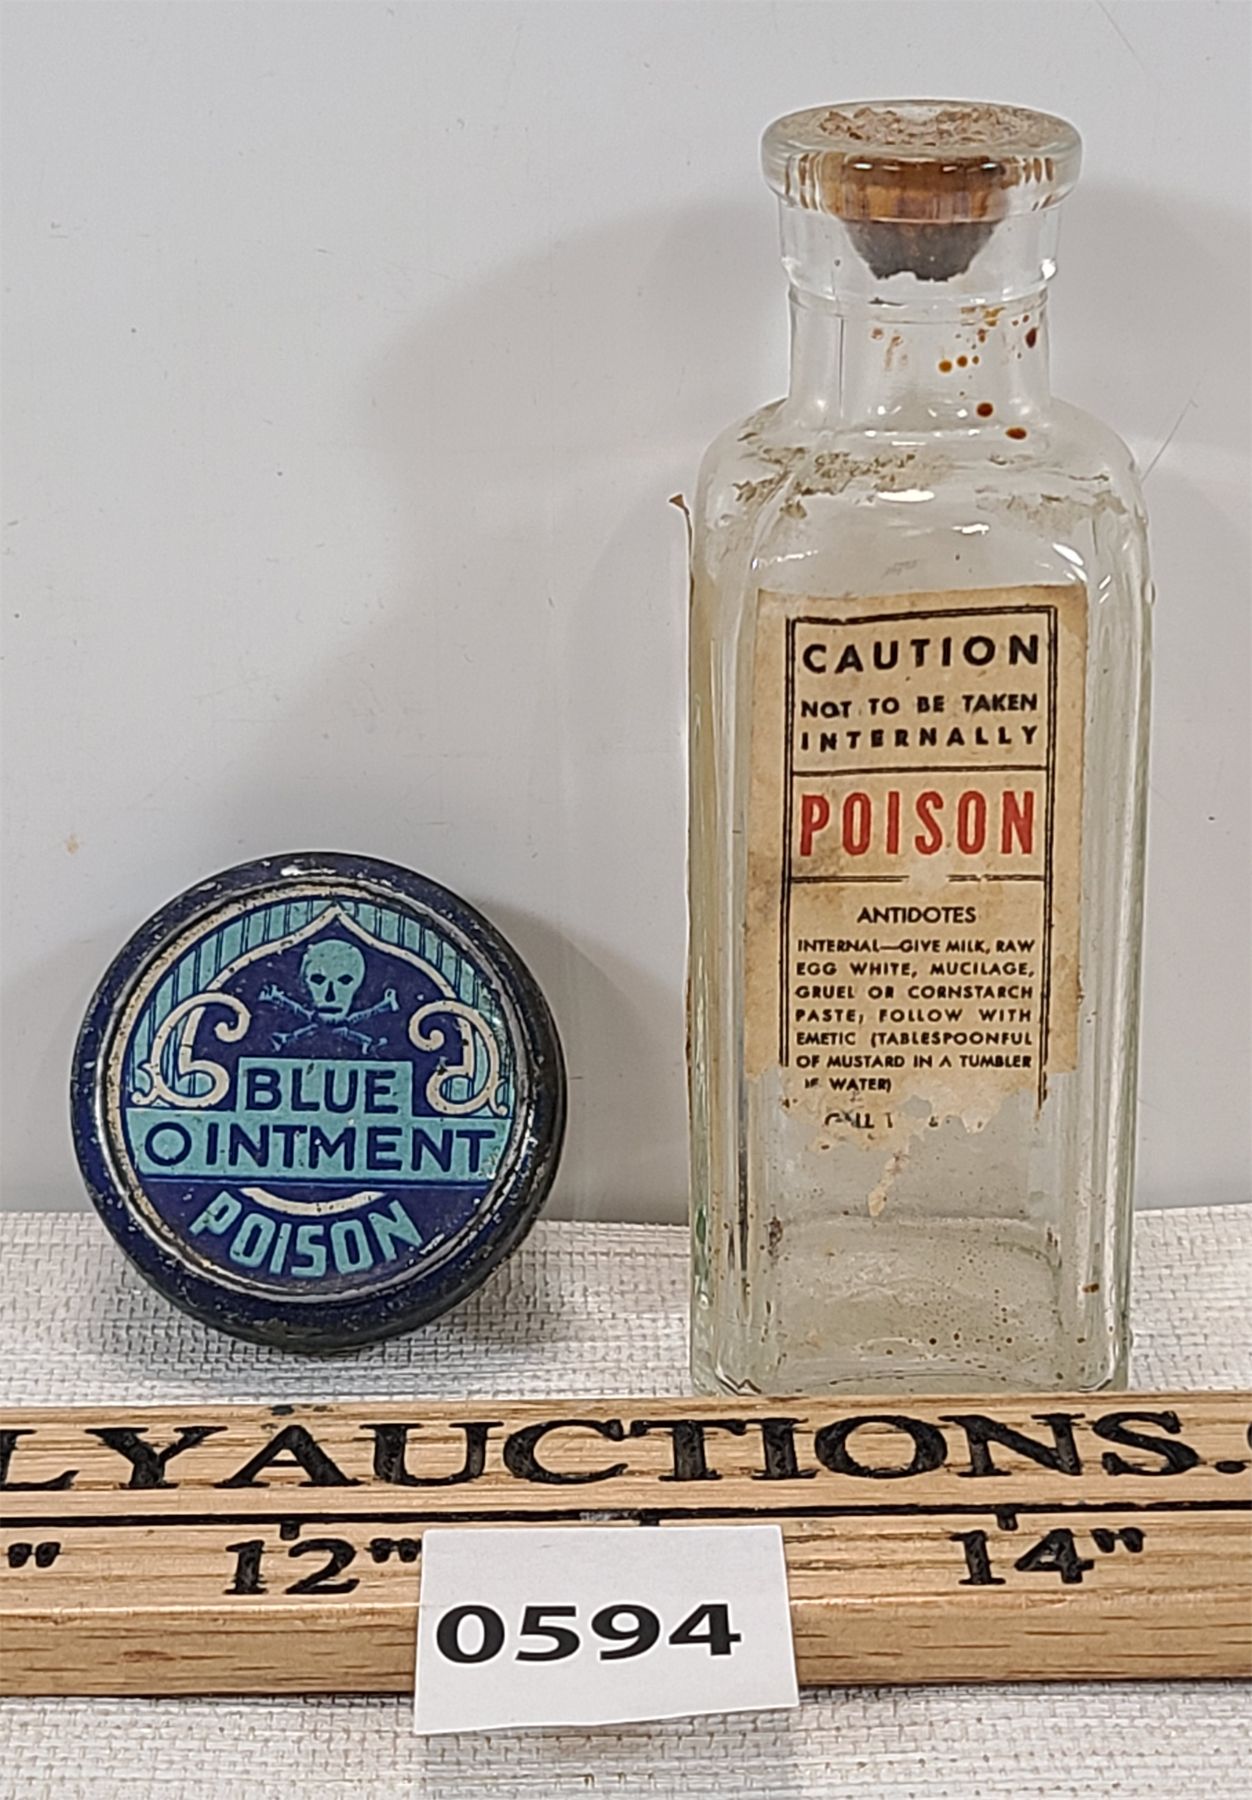 BLUE
OINTMENT
POISON
CAUTION
NOT TO BE TAKEN
INTERNALLY
POISON
ANTIDOTES
INTERNAL—GIVE MILK, RAW
EGG WHITE, MUCILAGE,
GRUEL OR CORNSTARCH
PASTE; FOLLOW WITH
EMETIC (TABLESPOONFUL
OF MUSTARD IN A TUMBLER
WATER)
LYAUCTIONS.
12" 14"
0594